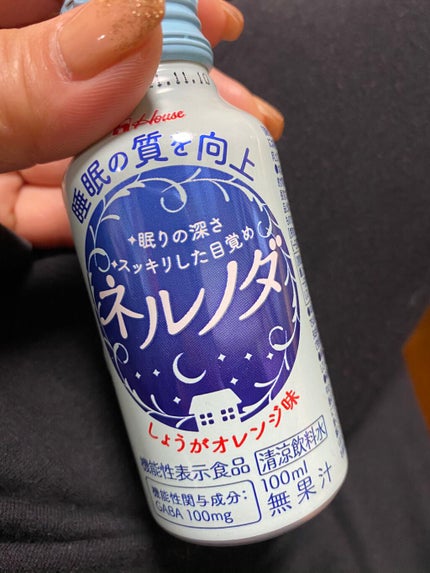 .11.10
House
睡眠の質を向上
眠りの深さ
スッキリした目覚め
ネルノダ
しょうがオレンジ味
機能性表示食品
清涼飲料水
機能性関与成分:
GABA 100mg
100ml
無果汁